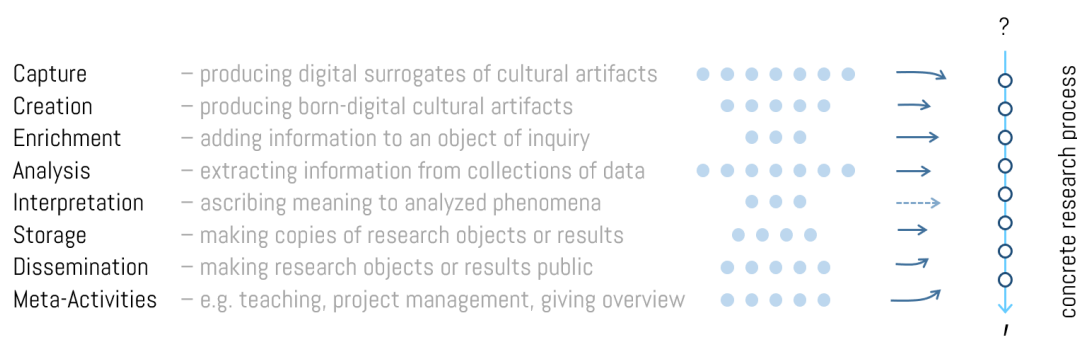 ?
Capture – producing digital surrogates of cultural artifacts
Creation – producing born-digital cultural artifacts
Enrichment – adding information to an object of inquiry
Analysis – extracting information from collections of data
Interpretation – ascribing meaning to analyzed phenomena
Storage – making copies of research objects or results
Dissemination – making research objects or results public
Meta-Activities – e.g. teaching, project management, giving overview
concrete research process